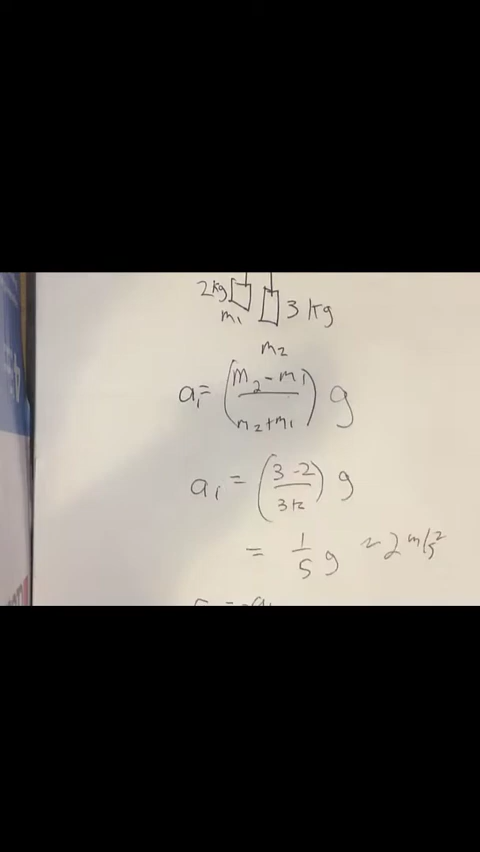 2kg 3 kg
m₁
m₂
a₁ = (m₂ - m₁ / m₂ + m₁) g
a₁ = (3 - 2 / 3 + 2) g
= 1/5 g ~ 2 m/s²